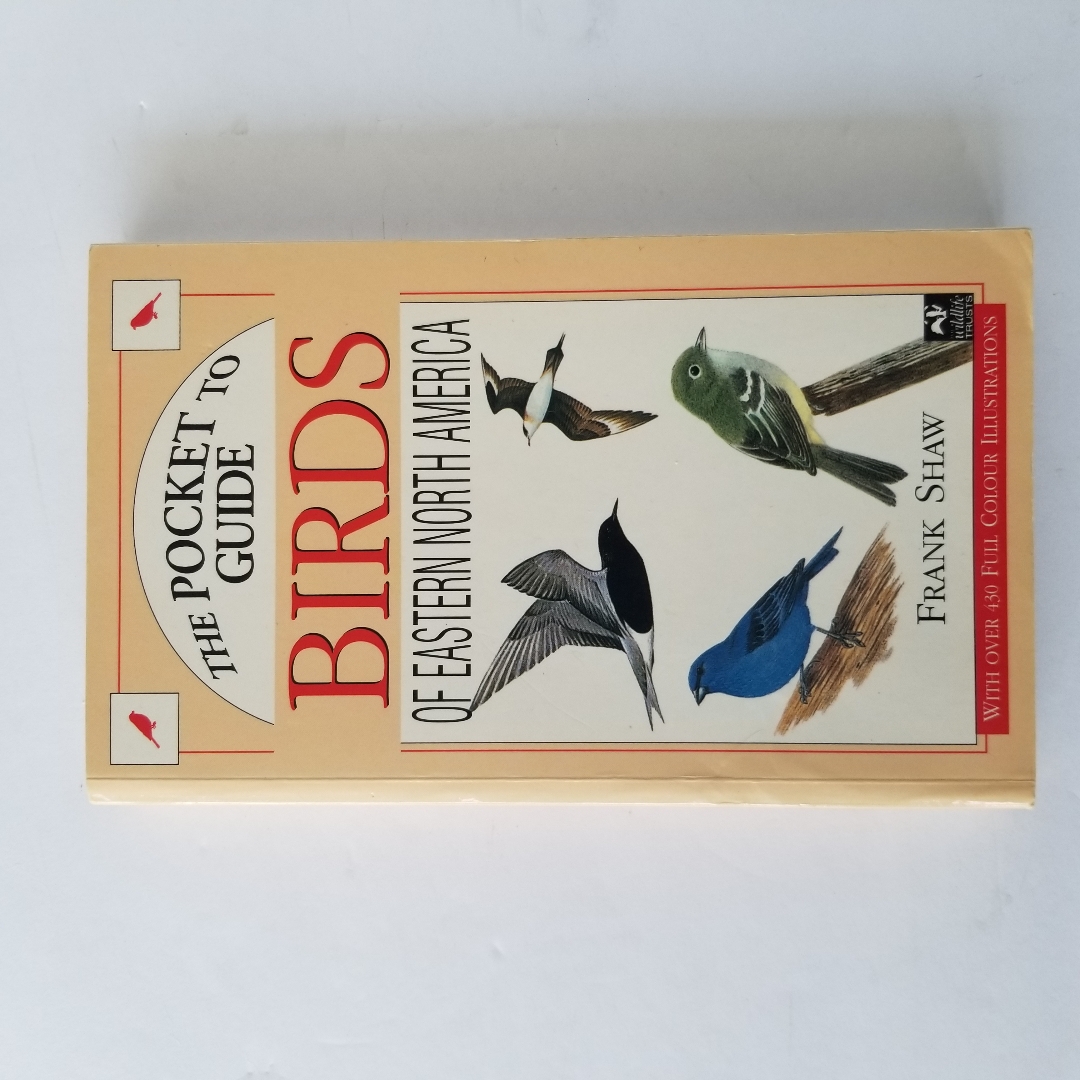 THE POCKET TO
GUIDE
BIRDS
OF EASTERN NORTH AMERICA
FRANK SHAW
wildlife
TRUSTS
WITH OVER 430 FULL COLOUR ILLUSTRATIONS